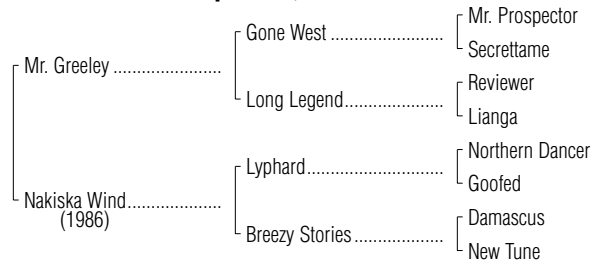 Mr. Prospector
Gone West ....................
Secrettame
Mr. Greeley ....................
Reviewer
Long Legend....................
Lianga
Northern Dancer
Lyphard....................
Goofed
Nakiska Wind....................
(1986)
Damascus
Breezy Stories ....................
New Tune